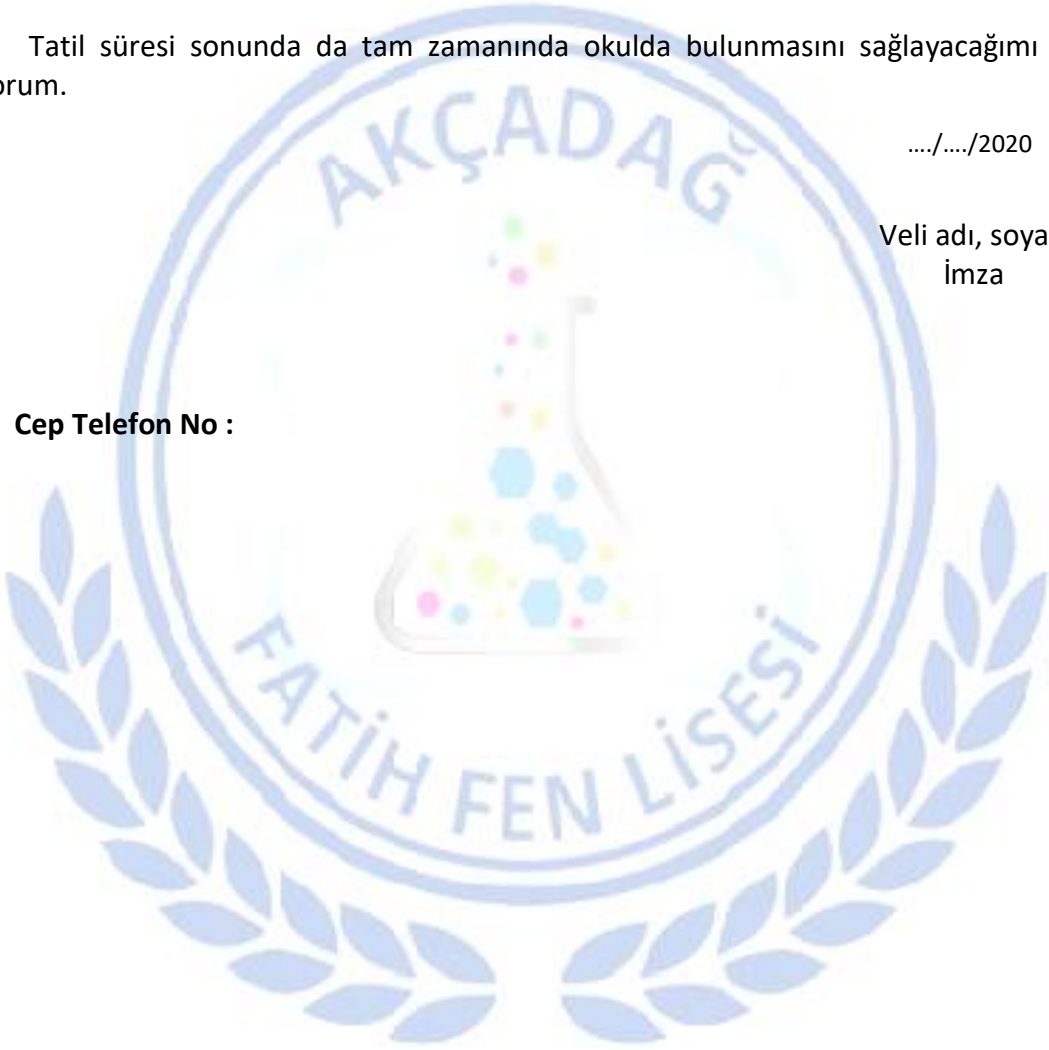 Tatil süresi sonunda da tam zamanında okulda bulunmasını sağlayacağımı
orum.
AKÇADAĞ
…./…./2020
Veli adı, soya
İmza
Cep Telefon No :
FATİH FEN LİSESİ